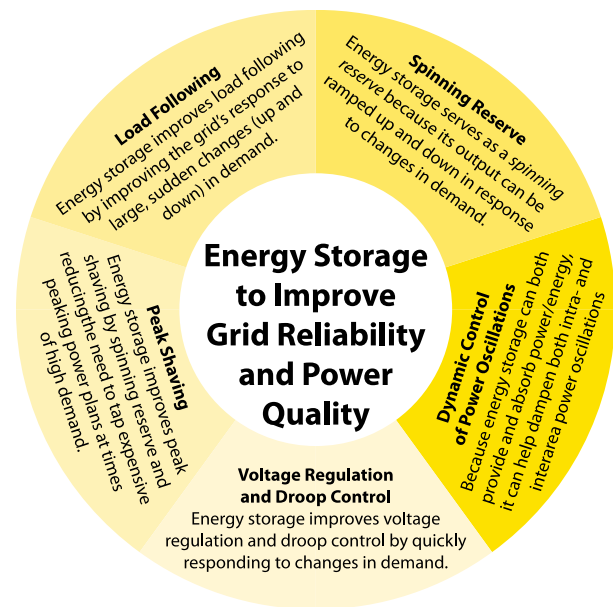 Energy Storage
to Improve
Grid Reliability
and Power
Quality
Spinning Reserve
Energy storage serves as a spinning
reserve because its output can be
ramped up and down in response
to changes in demand.
Dynamic Control
of Power Oscillations
Because energy storage can both
provide and absorb power/energy,
it can help dampen both intra- and
interarea power oscillations
Voltage Regulation
and Droop Control
Energy storage improves voltage
regulation and droop control by quickly
responding to changes in demand.
Peak Shaving
Energy storage improves peak
shaving by spinning reserve and
reducingthe need to tap expensive
peaking power plans at times
of high demand.
Load Following
Energy storage improves load following
by improving the grid's response to
large, sudden changes (up and
down) in demand.